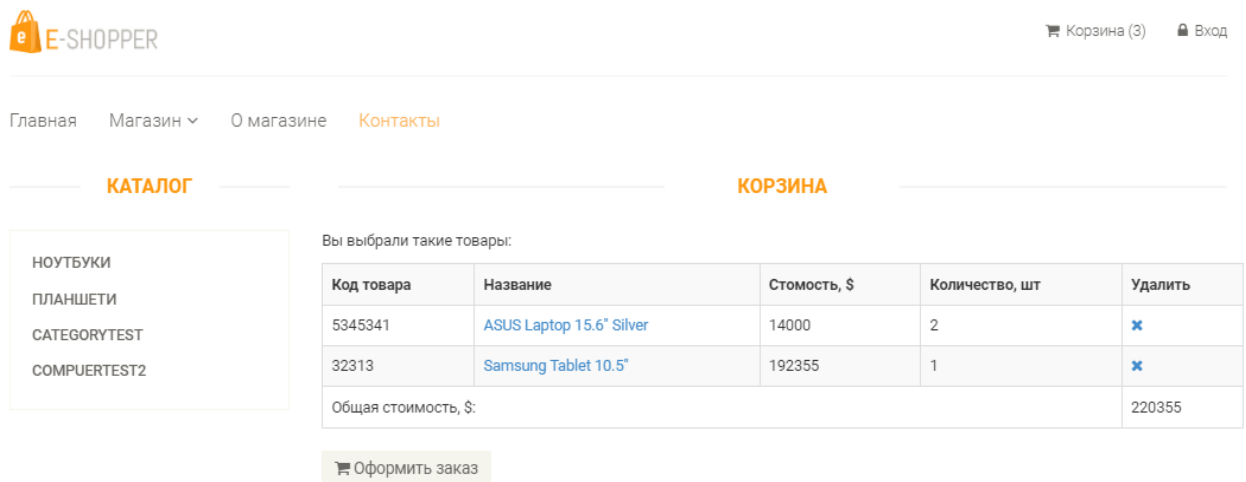 e E-SHOPPER
Корзина (3) Вход
Главная Магазин О магазине Контакты
КАТАЛОГ
НОУТБУКИ
ПЛАНШЕТИ
CATEGORYTEST
COMPUERTEST2
КОРЗИНА
Вы выбрали такие товары:
Код товара Название Стомость, $ Количество, шт Удалить
5345341 ASUS Laptop 15.6" Silver 14000 2
32313 Samsung Tablet 10.5" 192355 1
Общая стоимость, $: 220355
Оформить заказ